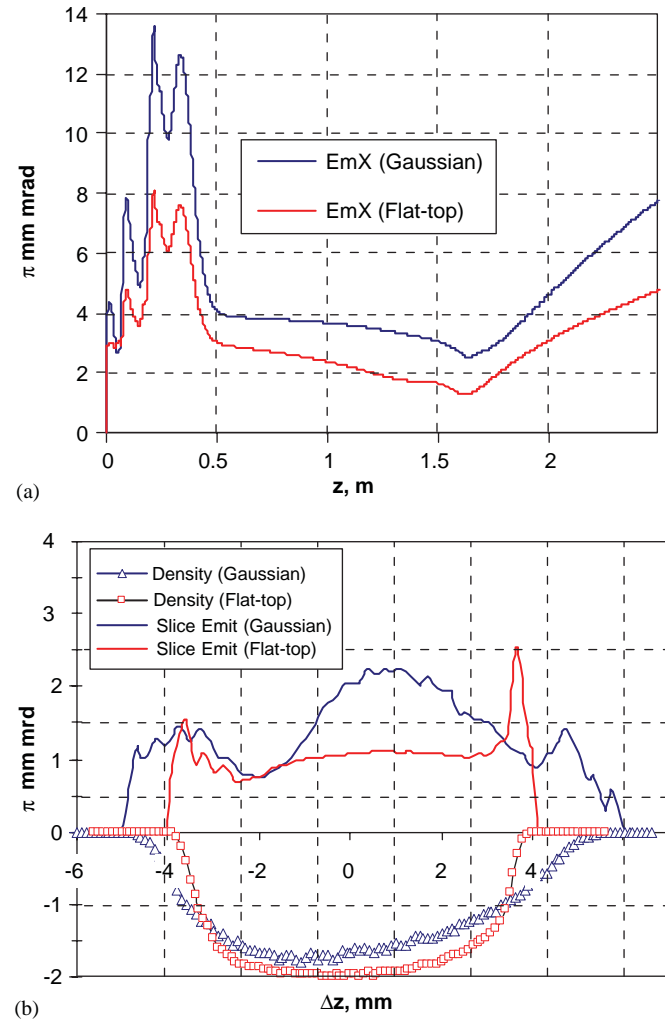 14
12
10
8
6
4
2
0
π mm mrad
EmX (Gaussian)
EmX (Flat-top)
0 0.5 1 1.5 2
z, m
(a)
4
3
2
1
0
-1
-2
π mm mrd
Density (Gaussian)
Density (Flat-top)
Slice Emit (Gaussian)
Slice Emit (Flat-top)
-6 -4 -2 0 2 4
Δz, mm
(b)